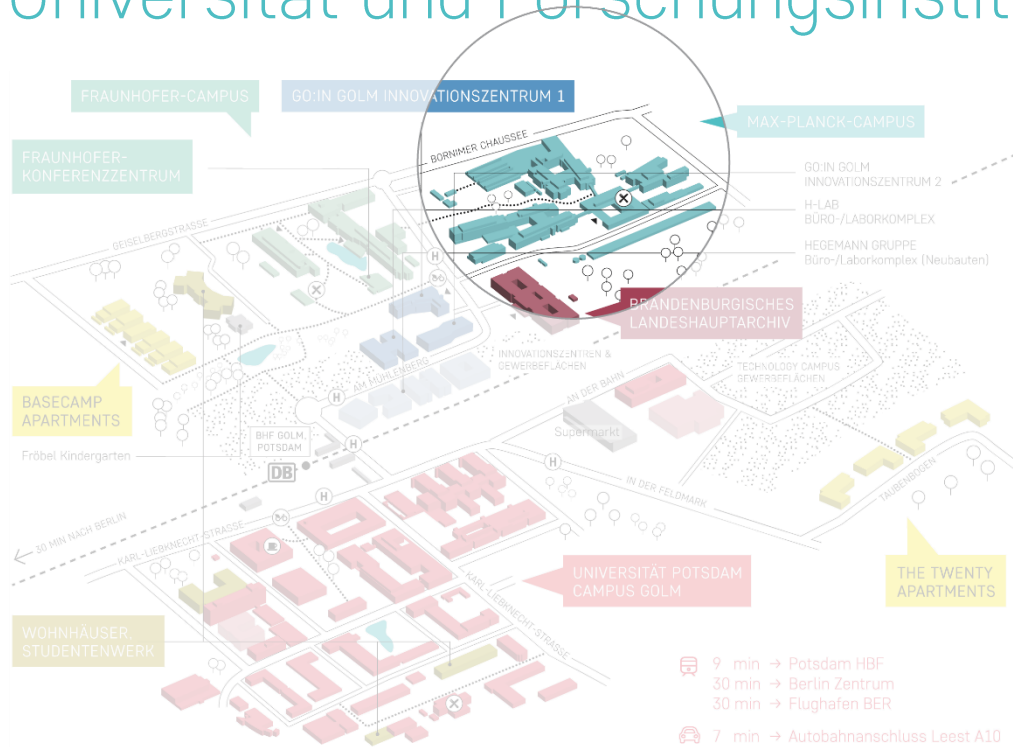 Universität und Forschungsinstit
FRAUNHOFER-CAMPUS
GO:IN GOLM INNOVATIONSZENTRUM 1
MAX-PLANCK-CAMPUS
BORNIMER CHAUSSEE
FRAUNHOFER-
KONFERENZZENTRUM
GO:IN GOLM
INNOVATIONSZENTRUM 2
H-LAB
BÜRO-/LABORKOMPLEX
HEGEMANN GRUPPE
Büro-/Laborkomplex (Neubauten)
GEISELBERGSTRASSE
H
BRANDENBURGISCHES
LANDESHAUPTARCHIV
INNOVATIONSZENTREN &
GEWERBEFLÄCHEN
TECHNOLOGY CAMPUS
GEWERBEFLÄCHEN
AM MÜHLENBERG
H
AN DER BAHN
BASECAMP
APARTMENTS
Supermarkt
BHF GOLM,
POTSDAM
H
Fröbel Kindergarten
DB
H
H
IN DER FELDMARK
TAUBENBOGEN
30 MIN NACH BERLIN
KARL-LIEBKNECHT-STRASSE
KARL-LIEBKNECHT-STRASSE
UNIVERSITÄT POTSDAM
CAMPUS GOLM
THE TWENTY
APARTMENTS
WOHNHÄUSER,
STUDENTENWERK
9 min → Potsdam HBF
30 min → Berlin Zentrum
30 min → Flughafen BER
7 min → Autobahnanschluss Leest A10